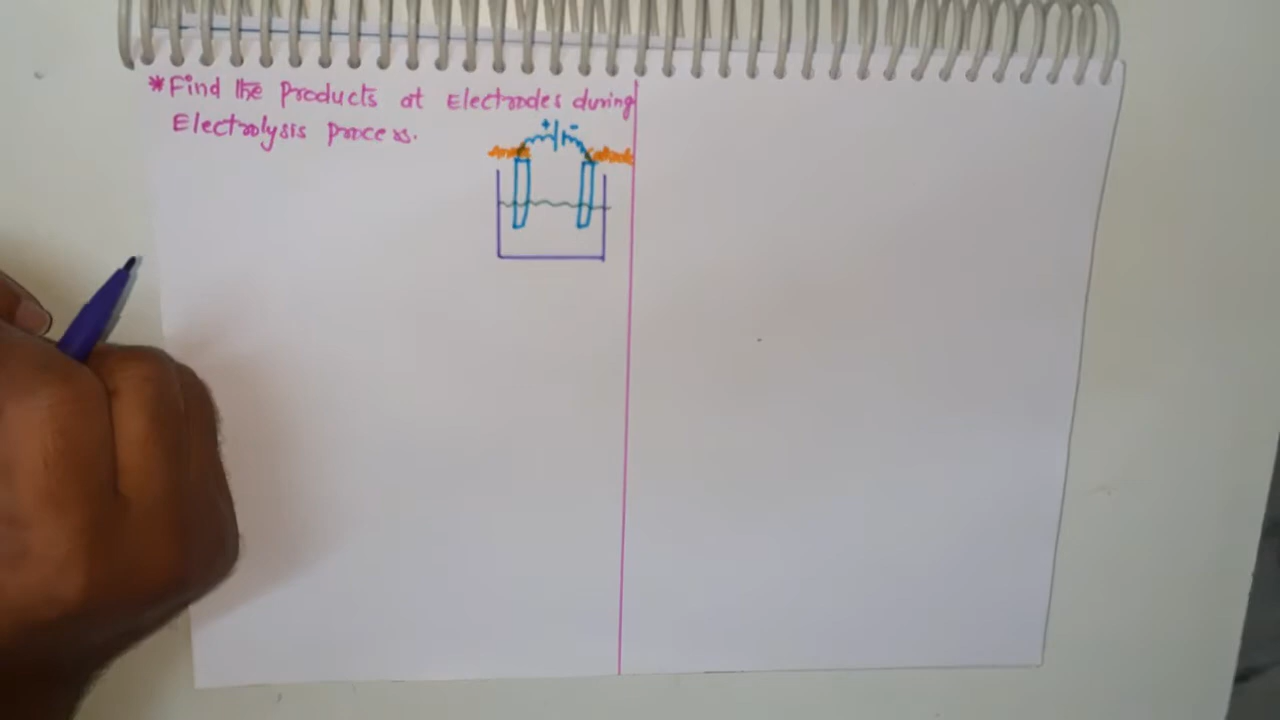 *Find the Products at Electrodes during
Electrolysis process.
+ -